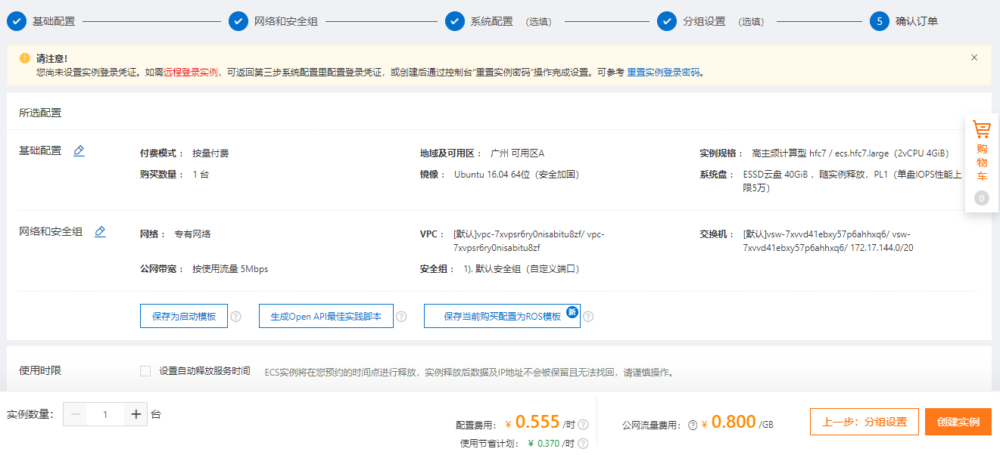 基础配置 网络和安全组 系统配置 (选填) 分组设置 (选填) 5 确认订单
请注意!
您尚未设置实例登录凭证。如需远程登录实例，可返回第三步系统配置里配置登录凭证，或创建后通过控制台“重置实例密码”操作完成设置。可参考 重置实例登录密码。
所选配置
基础配置
付费模式： 按量付费
地域及可用区： 广州 可用区A
实例规格： 高主频计算型 hfc7 / ecs.hfc7.large（2vCPU 4GiB）
购买数量： 1 台
镜像： Ubuntu 16.04 64位（安全加固）
系统盘： ESSD云盘 40GiB ，随实例释放，PL1（单盘IOPS性能上
限5万）
网络和安全组
网络： 专有网络
VPC： [默认]vpc-7xvpsr6ry0nisabitu8zf/ vpc-
7xvpsr6ry0nisabitu8zf
交换机： [默认]vsw-7xvvd41ebxy57p6ahhxq6/ vsw-
7xvvd41ebxy57p6ahhxq6/ 172.17.144.0/20
公网带宽： 按使用流量 5Mbps
安全组： 1). 默认安全组（自定义端口）
保存为启动模板 ? 生成Open API最佳实践脚本 ? 保存当前购买配置为ROS模板 新 ?
购
物
车
0
使用时限
设置自动释放服务时间 ECS实例将在您预约的时间点进行释放，实例释放后数据及IP地址不会被保留且无法找回，请谨慎操作。
实例数量： 1 台
配置费用： ¥ 0.555 /时 ?
使用节省计划： ¥ 0.370 /时 ?
公网流量费用： ? ¥ 0.800 /GB
上一步：分组设置
创建实例